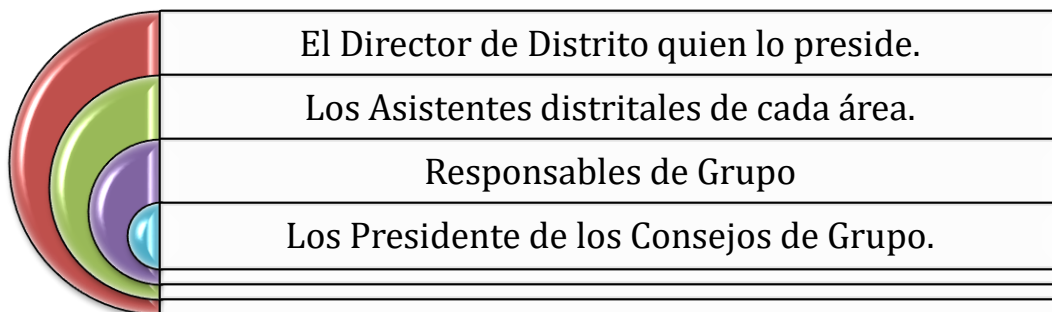 El Director de Distrito quien lo preside.
Los Asistentes distritales de cada área.
Responsables de Grupo
Los Presidente de los Consejos de Grupo.